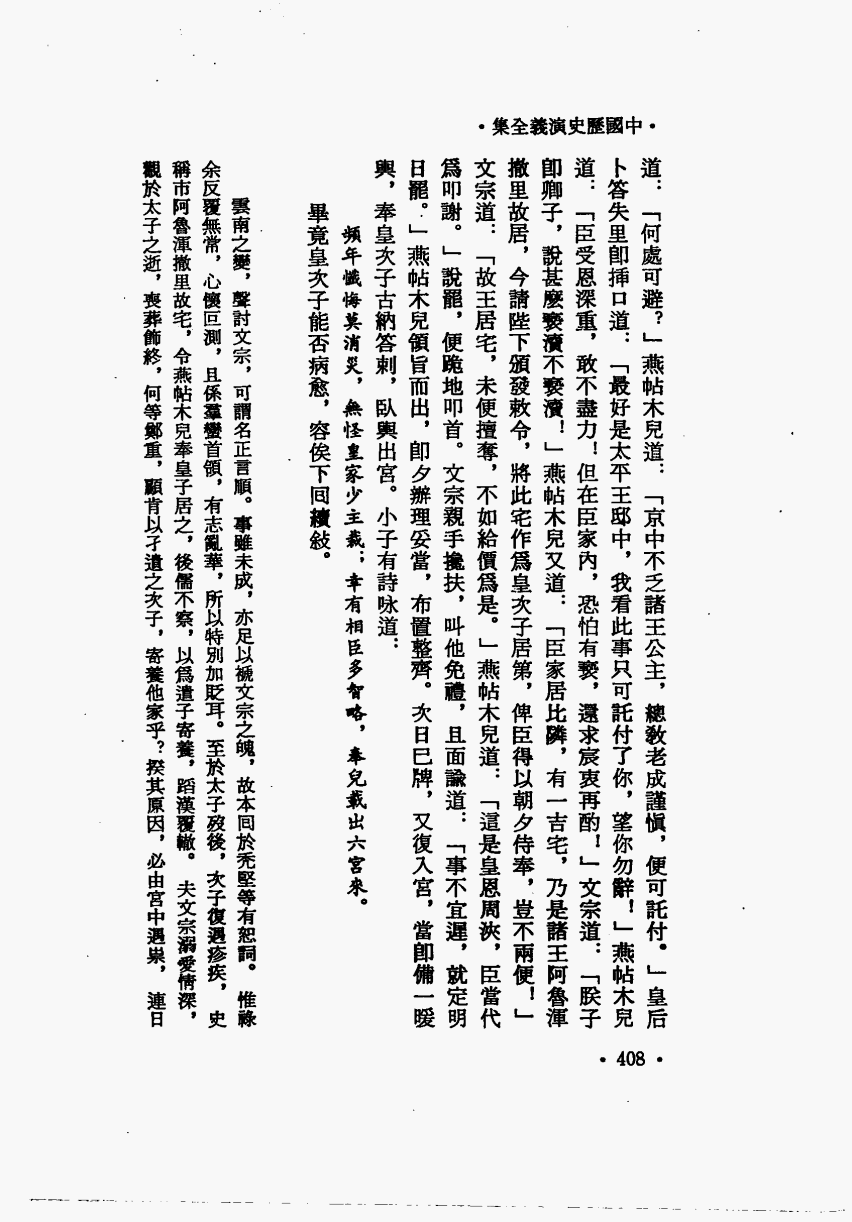 ·中國歷史演義全集·
道：「何處可避？」燕帖木兒道：「京中不乏諸王公主，總敎老成謹愼，便可託付。」皇后
卜答失里卽揷口道：「最好是太平王邸中，我看此事只可託付了你，望你勿辭！」燕帖木兒
道：「臣受恩深重，敢不盡力！但在臣家內，恐怕有褻，還求宸衷再酌！」文宗道：「朕子
卽卿子，說甚麽褻瀆不褻瀆！」燕帖木兒又道：「臣家居比隣，有一吉宅，乃是諸王阿魯渾
撒里故居，今請陛下頒發敕令，將此宅作爲皇次子居第，俾臣得以朝夕侍奉，豈不兩便！」
文宗道：「故王居宅，未便擅奪，不如給價爲是。」燕帖木兒道：「這是皇恩周浹，臣當代
爲叩謝。」說罷，便跪地叩首。文宗親手攙扶，叫他免禮，且面諭道：「事不宜遲，就定明
日罷。」燕帖木兒領旨而出，卽夕辦理妥當，布置整齊。次日巳牌，又復入宮，當卽備一暖
輿，奉皇次子古納答剌，臥輿出宮。小子有詩咏道：
頻年懺悔莫消災，無怪皇家少主裁；幸有相臣多智略，奉兒載出六宮來。
畢竟皇次子能否病愈，容俟下囘續敍。
雲南之變，聲討文宗，可謂名正言順。事雖未成，亦足以褫文宗之魄，故本囘於禿堅等有恕詞。惟祿
余反覆無常，心懷叵測，且係羣蠻首領，有志亂華，所以特別加貶耳。至於太子歿後，次子復遇疹疾，史
稱市阿魯渾撒里故宅，令燕帖木兒奉皇子居之，後儒不察，以爲遣子寄養，蹈漢覆轍。夫文宗溺愛情深，
觀於太子之逝，喪葬飾終，何等鄭重，顧肯以孑遺之次子，寄養他家乎？揆其原因，必由宮中遇祟，連日
·408·